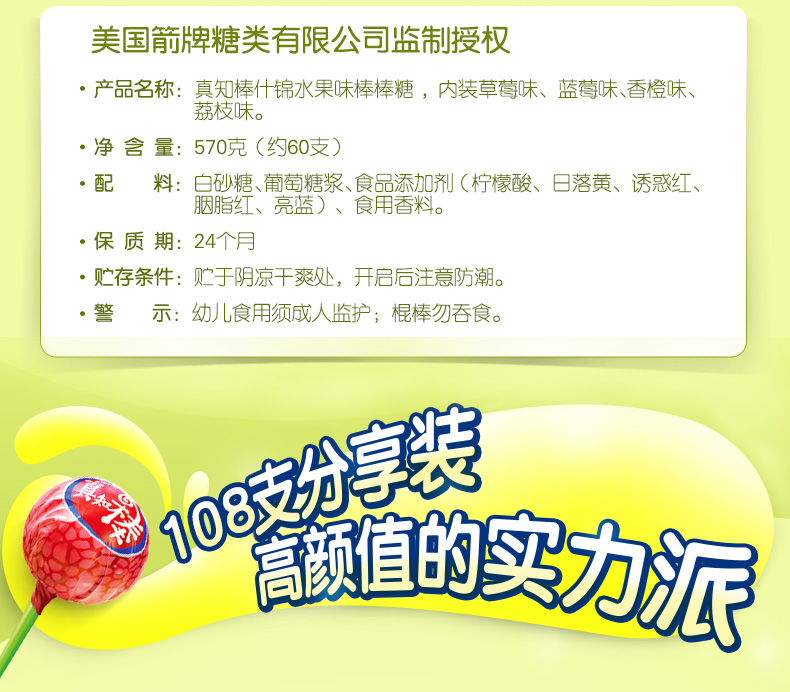 美国箭牌糖类有限公司监制授权
• 产品名称：真知棒什锦水果味棒棒糖，内装草莓味、蓝莓味、香橙味、
荔枝味。
• 净含量：570克（约60支）
• 配料：白砂糖、葡萄糖浆、食品添加剂（柠檬酸、日落黄、诱惑红、
胭脂红、亮蓝）、食用香料。
• 保质期：24个月
• 贮存条件：贮于阴凉干爽处，开启后注意防潮。
• 警示：幼儿食用须成人监护；棍棒勿吞食。
108支分享装
高颜值的实力派
真知棒